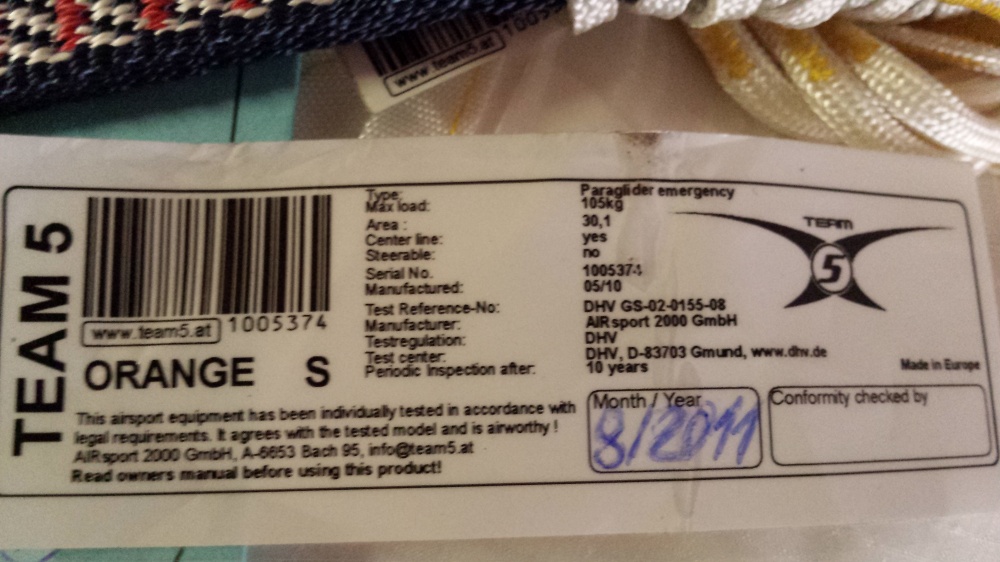 1005
www.team5.at
TEAM 5
www.team5.at
1005374
ORANGE S
Type: Paraglider emergency
Max load: 105kg
Area : 30,1
Center line: yes
Steerable: no
Serial No. 1005374
Manufactured: 05/10
Test Reference-No: DHV GS-02-0155-08
Manufacturer: AIRsport 2000 GmbH
Testregulation: DHV
Test center: DHV, D-83703 Gmund, www.dhv.de
Periodic Inspection after: 10 years
TEAM
5
Made in Europe
This airsport equipment has been individually tested in accordance with
legal requirements. It agrees with the tested model and is airworthy !
AIRsport 2000 GmbH, A-6653 Bach 95, info@team5.at
Read owners manual before using this product!
Month / Year
8/2011
Conformity checked by